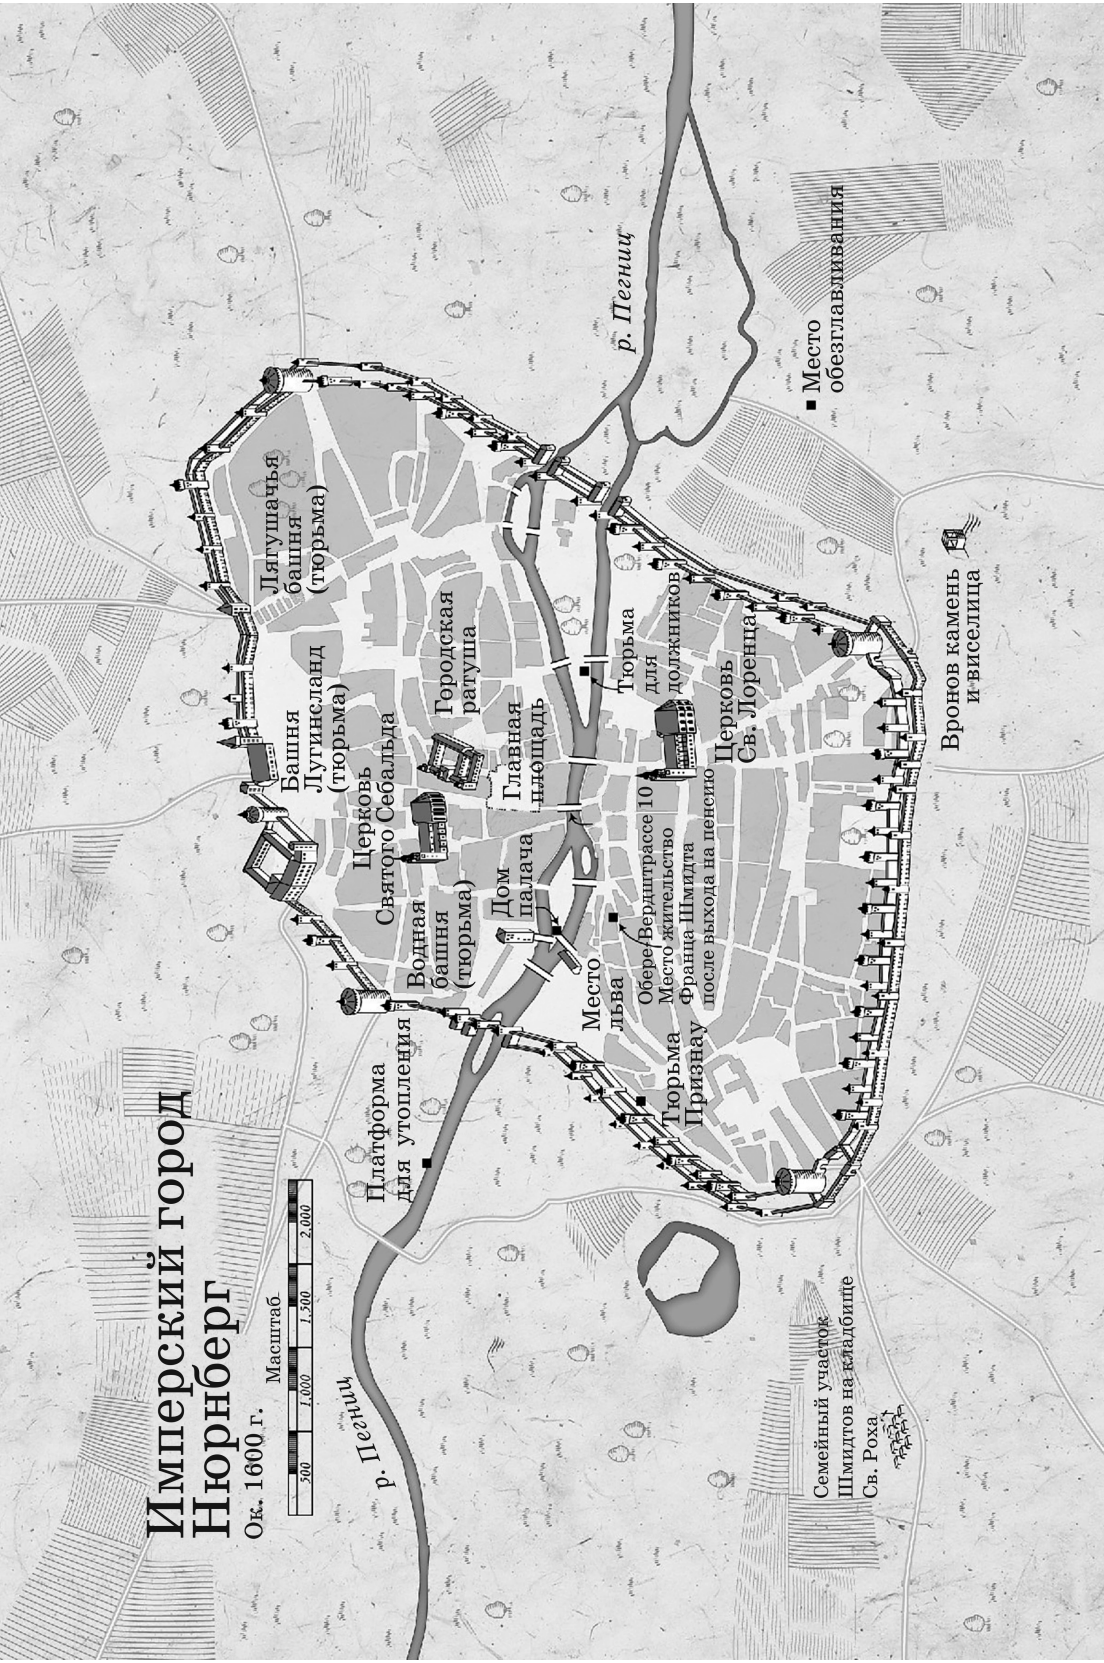 Имперский город
Нюрнберг
Ок. 1600 г.
Масштаб
500
1.000
1.500
2.000
р. Пегниц
Платформа
для утопления
Водная
башня
(тюрьма)
Церковь
Святого Себальда
Башня
Лугинсланд
(тюрьма)
Лягушачья
башня
(тюрьма)
Городская
ратуша
Главная
площадь
Дом
палача
Место
льва
Тюрьма
Призна
у
Обере-Вердштрассе 10
Место жительство
Франца Шмидта
после выхода на пенсию
Тюрьма
для
должников
Церковь
Св. Лоренца
р. Пегниц
Место
обезглавливания
Вронов камень
и виселица
Семейный участок
Шмидтов на кладбище
Св. Роха